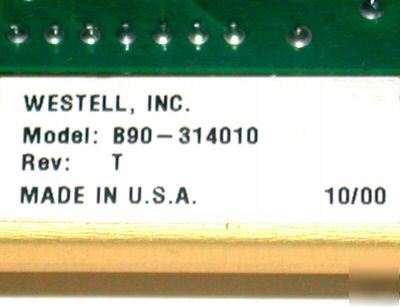 WESTELL, INC.
Model: B90-314010
Rev: T
MADE IN U.S.A. 10/00